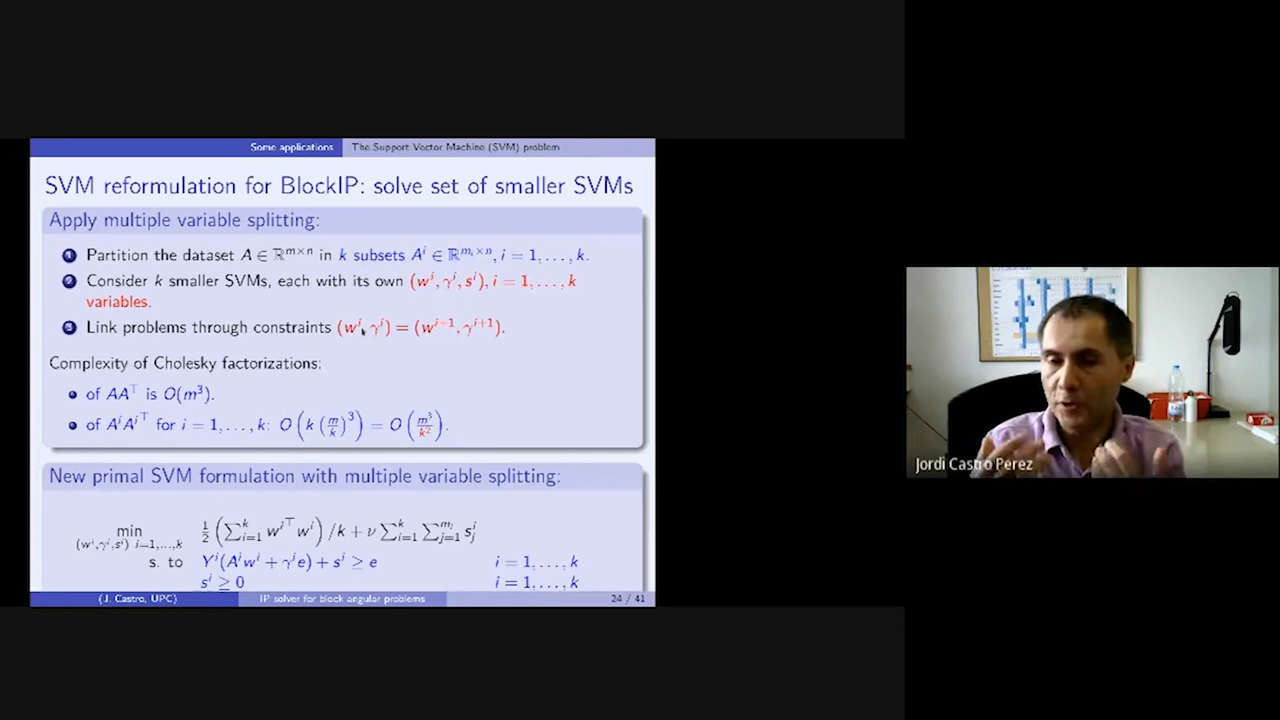 Some applications The Support Vector Machine (SVM) problem
SVM reformulation for BlockIP: solve set of smaller SVMs
Apply multiple variable splitting:
1 Partition the dataset A ∈ ℝ^{m×n} in k subsets A^i ∈ ℝ^{m_i×n}, i = 1, . . . , k.
2 Consider k smaller SVMs, each with its own (w^i, γ^i, s^i), i = 1, . . . , k
variables.
3 Link problems through constraints (w^i, γ^i) = (w^{i+1}, γ^{i+1}).
Complexity of Cholesky factorizations:
• of AA^⊤ is O(m^3).
• of A^iA^{i⊤} for i = 1, . . . , k: O(k(m/k)^3) = O(m^3/k^2).
New primal SVM formulation with multiple variable splitting:
min_{(w^i,γ^i,s^i) i=1,...,k} 1/2 (∑_{i=1}^k w^{i⊤}w^i) /k + ν ∑_{i=1}^k ∑_{j=1}^{m_i} s_j^i
s. to Y^i(A^iw^i + γ^ie) + s^i ≥ e i = 1, . . . , k
s^i ≥ 0 i = 1, . . . , k
(J. Castro, UPC) IP solver for block angular problems 24 / 41
Jordi Castro Perez